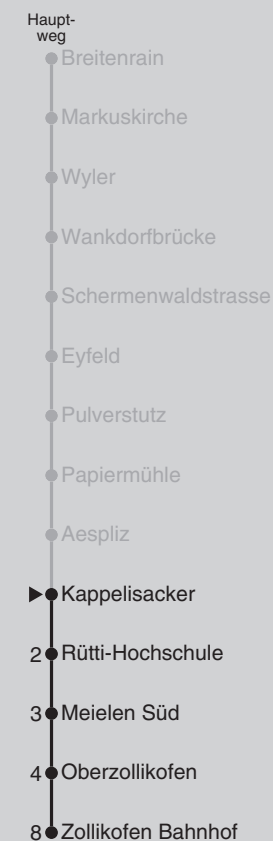 Haupt-
weg
Breitenrain
Markuskirche
Wyler
Wankdorfbrücke
Schermenwaldstrasse
Eyfeld
Pulverstutz
Papiermühle
Aespliz
Kappelisacker
2 Rütti-Hochschule
3 Meielen Süd
4 Oberzollikofen
8 Zollikofen Bahnhof